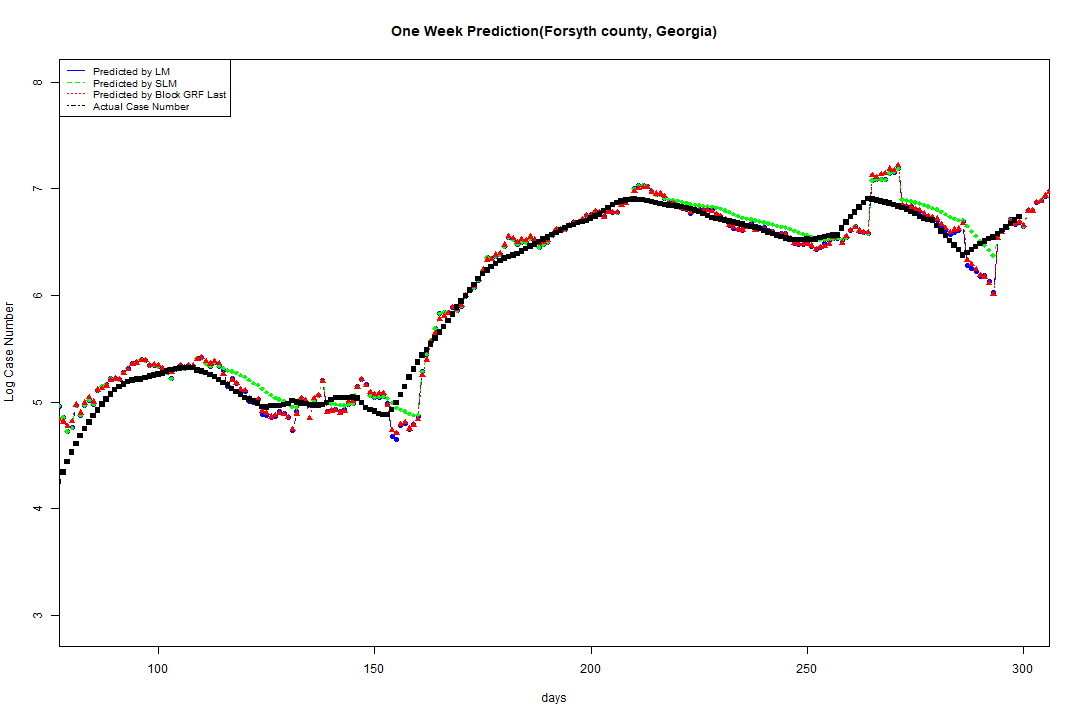 One Week Prediction(Forsyth county, Georgia)
Predicted by LM
Predicted by SLM
Predicted by Block GRF Last
Actual Case Number
8
7
6
5
4
3
Log Case Number
100 150 200 250 300
days